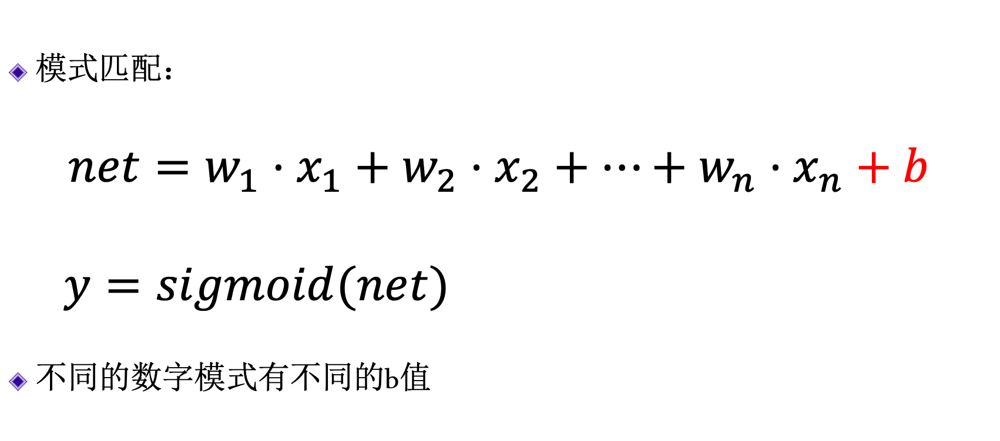 模式匹配：
net = w₁ · x₁ + w₂ · x₂ + ⋯ + wₙ · xₙ + b
y = sigmoid(net)
不同的数字模式有不同的b值